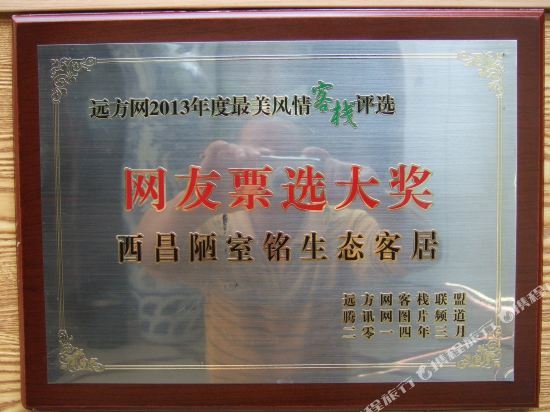 远方网2013年度最美风情客栈评选
网友票选大奖
西昌陋室铭生态客居
远方网客栈联盟
腾讯网图片频道
二零一四年三月
携程旅行
携程